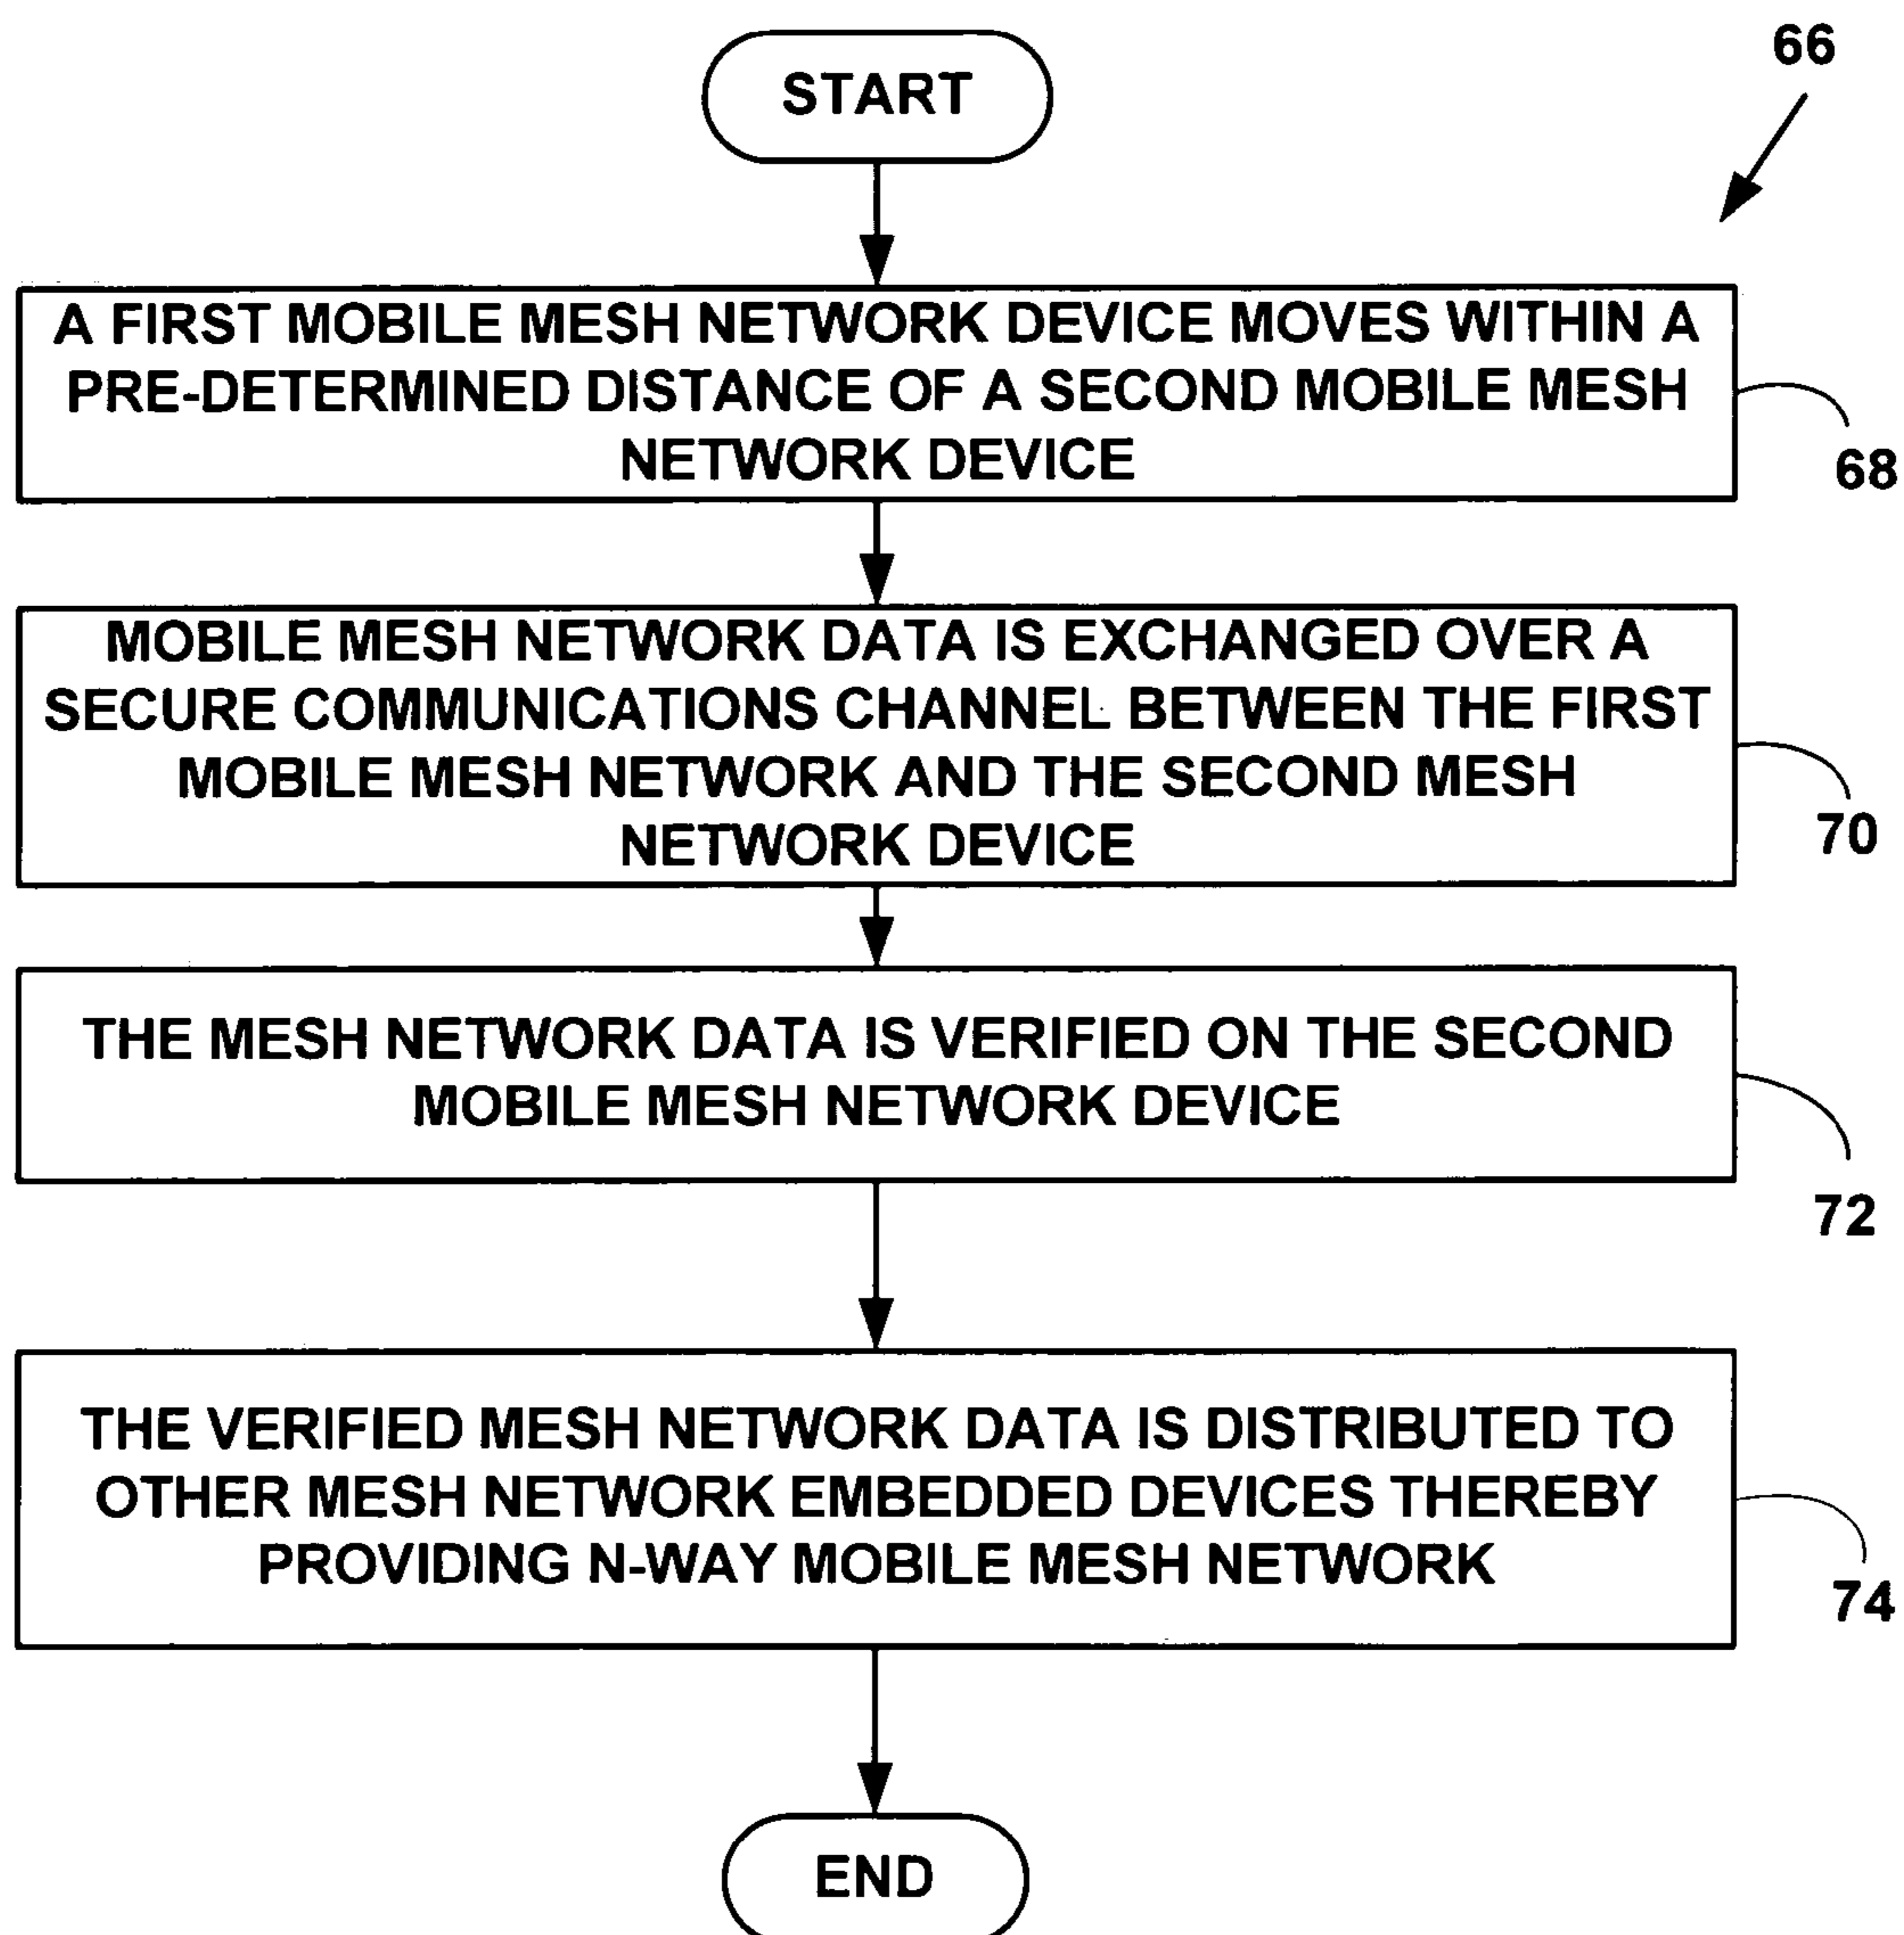 START
66
A FIRST MOBILE MESH NETWORK DEVICE MOVES WITHIN A
PRE-DETERMINED DISTANCE OF A SECOND MOBILE MESH
NETWORK DEVICE
68
MOBILE MESH NETWORK DATA IS EXCHANGED OVER A
SECURE COMMUNICATIONS CHANNEL BETWEEN THE FIRST
MOBILE MESH NETWORK AND THE SECOND MESH
NETWORK DEVICE
70
THE MESH NETWORK DATA IS VERIFIED ON THE SECOND
MOBILE MESH NETWORK DEVICE
72
THE VERIFIED MESH NETWORK DATA IS DISTRIBUTED TO
OTHER MESH NETWORK EMBEDDED DEVICES THEREBY
PROVIDING N-WAY MOBILE MESH NETWORK
74
END